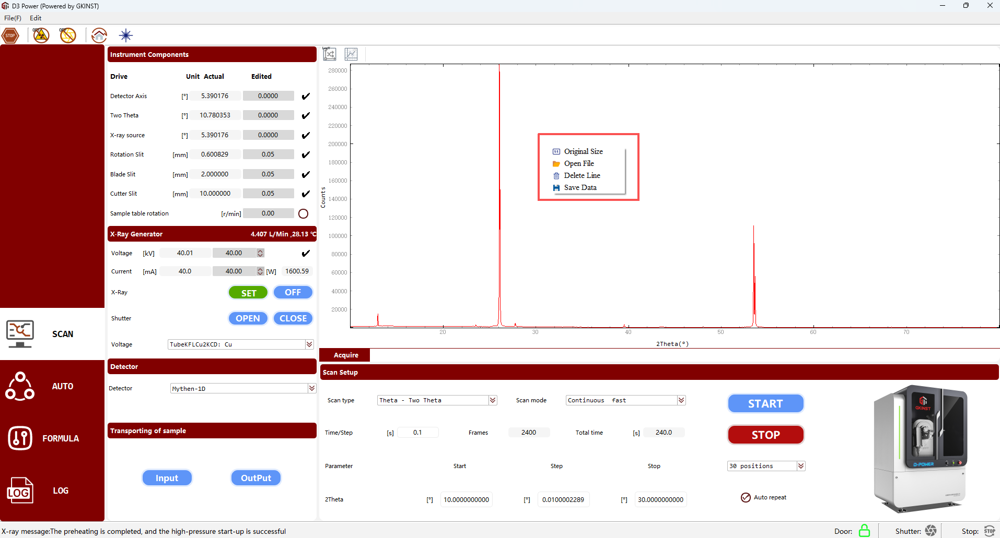 D3 Power (Powered by GKINST)
File(F) Edit
STOP OFF OFF
Instrument Components
Drive Unit Actual Edited
Detector Axis [°] 5.390176 0.0000
Two Theta [°] 10.780353 0.0000
X-ray source [°] 5.390176 0.0000
Rotation Slit [mm] 0.600829 0.05
Blade Slit [mm] 2.000000 0.05
Cutter Slit [mm] 10.000000 0.05
Sample table rotation [r/min] 0.00
X-Ray Generator 4.407 L/Min ,28.13 ℃
Voltage [kV] 40.01 40.00
Current [mA] 40.0 40.00 [W] 1600.59
X-Ray SET OFF
Shutter OPEN CLOSE
Voltage TubeKFLCu2KCD: Cu
Detector
Detector Mythen-1D
Transporting of sample
Input OutPut
SCAN
AUTO
FORMULA
LOG LOG
LogY
280000
260000
240000
220000
200000
180000
160000
140000
120000
100000
80000
60000
40000
20000
Counts
20 30 40 50 60 70
2Theta(°)
1:1 Original Size
Open File
Delete Line
Save Data
Acquire
Scan Setup
Scan type Theta - Two Theta Scan mode Continuous fast START
Time/Step [s] 0.1 Frames 2400 Total time [s] 240.0 STOP
Parameter Start Step Stop 30 positions
2Theta [°] 10.0000000000 [°] 0.0100002289 [°] 30.0000000000 Auto repeat
GKINST
D-POWER
X-ray message:The preheating is completed, and the high-pressure start-up is successful
Door: Shutter: Stop: STOP